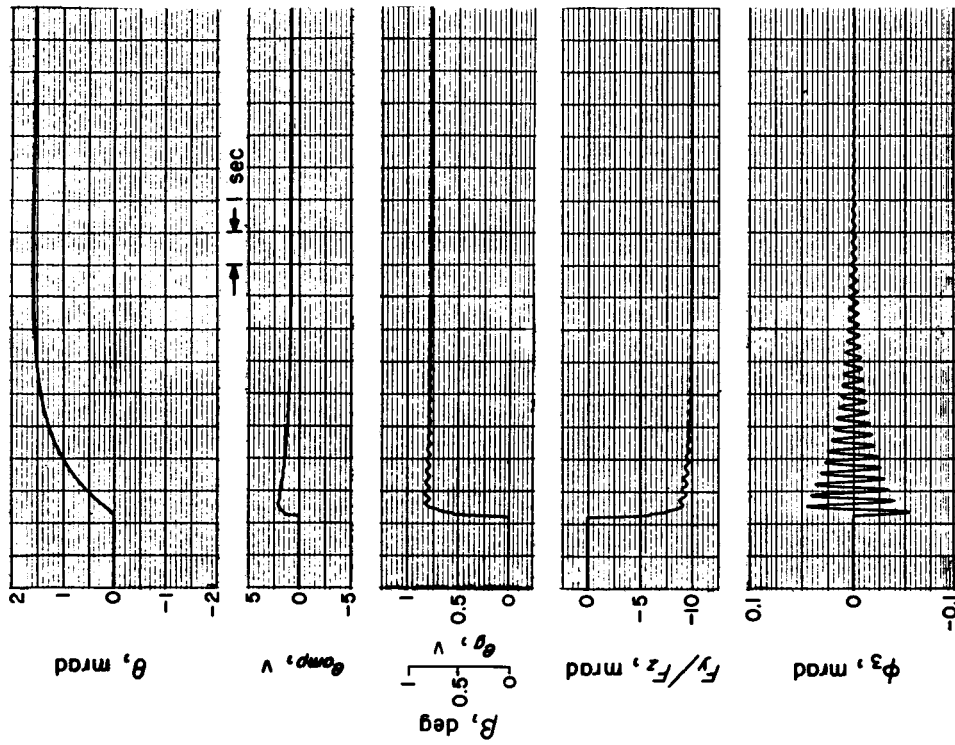 2
1
0
-1
-2
θ, mrad
1 sec
5
0
-5
e_amp, v
1
0.5
0
e_g, v
1
0.5
0
β, deg
0
-5
-10
F_y/F_z, mrad
0.1
0
-0.1
ϕ_3, mrad